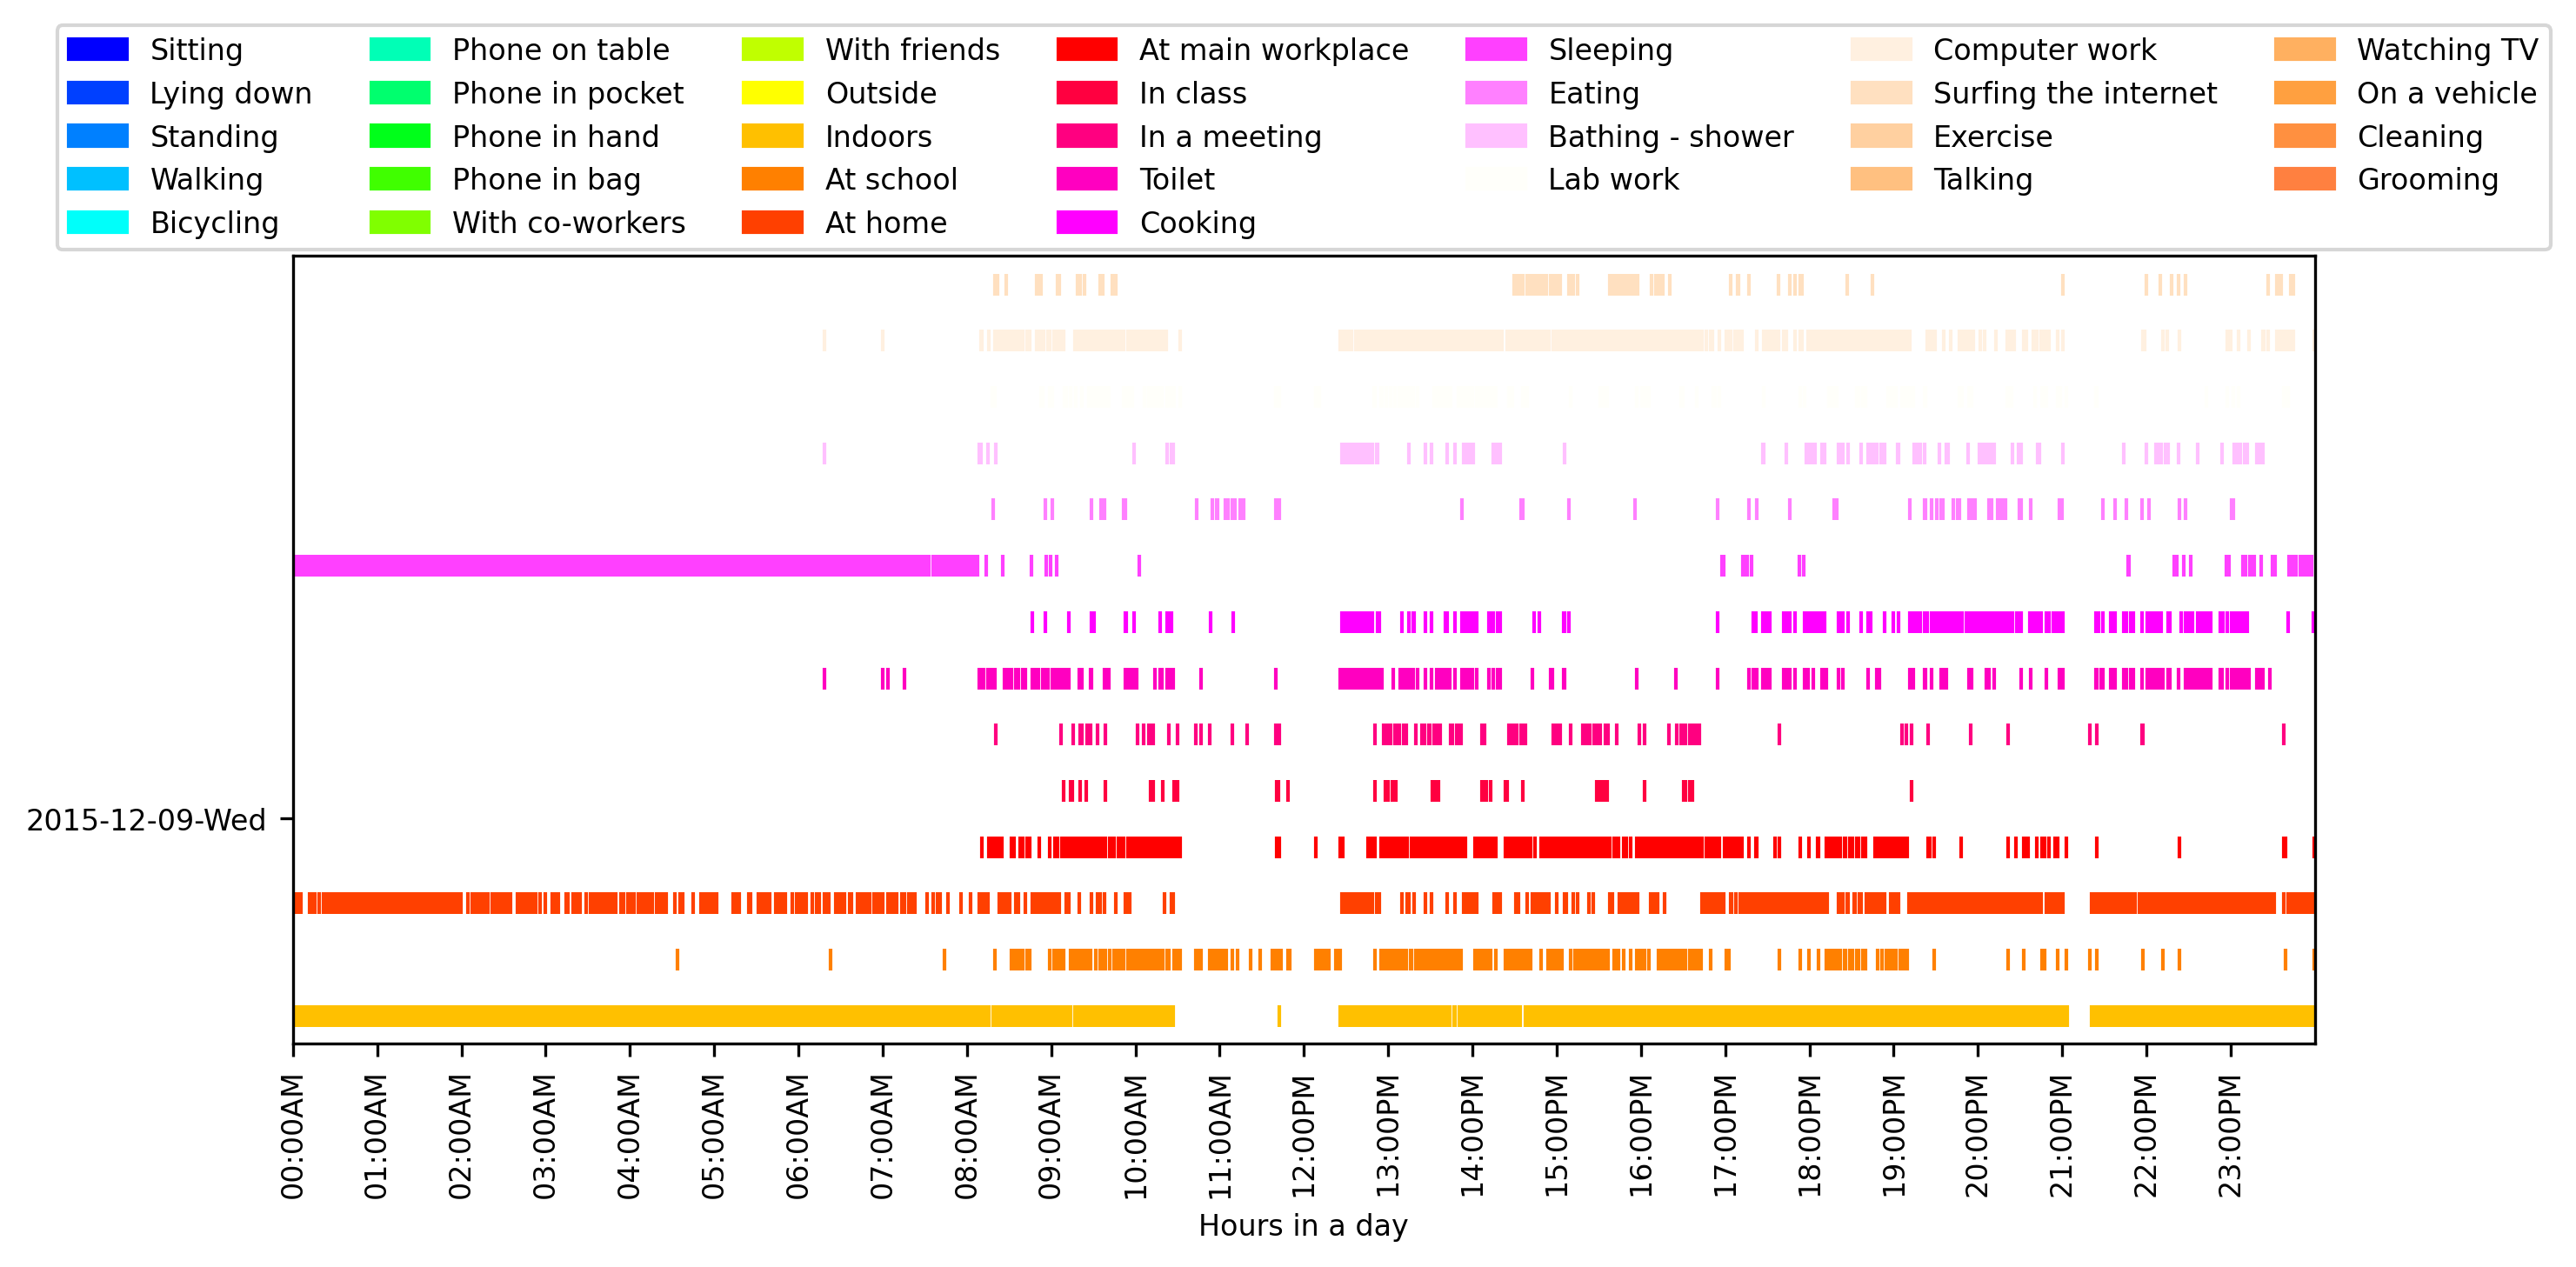 Sitting
Lying down
Standing
Walking
Bicycling
Phone on table
Phone in pocket
Phone in hand
Phone in bag
With co-workers
With friends
Outside
Indoors
At school
At home
At main workplace
In class
In a meeting
Toilet
Cooking
Sleeping
Eating
Bathing - shower
Lab work
Computer work
Surfing the internet
Exercise
Talking
Watching TV
On a vehicle
Cleaning
Grooming
2015-12-09-Wed
00:00AM
01:00AM
02:00AM
03:00AM
04:00AM
05:00AM
06:00AM
07:00AM
08:00AM
09:00AM
10:00AM
11:00AM
12:00PM
13:00PM
14:00PM
15:00PM
16:00PM
17:00PM
18:00PM
19:00PM
20:00PM
21:00PM
22:00PM
23:00PM
Hours in a day